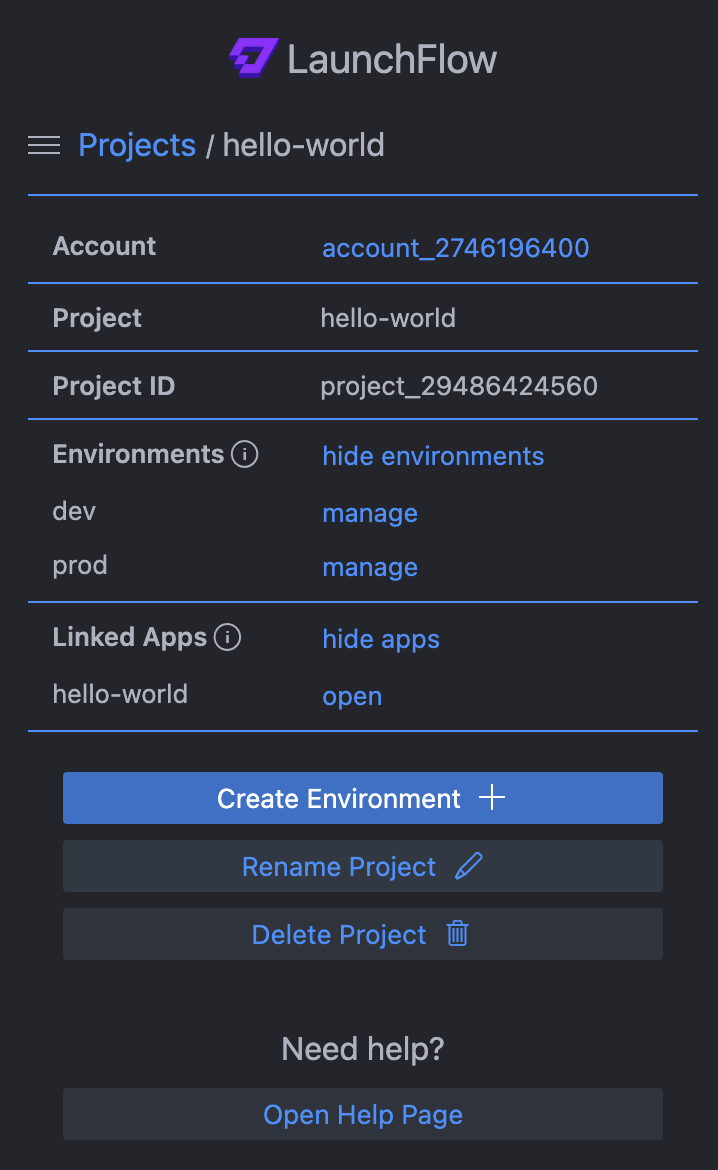 LaunchFlow
Projects / hello-world
Account account_2746196400
Project hello-world
Project ID project_29486424560
Environments hide environments
dev manage
prod manage
Linked Apps hide apps
hello-world open
Create Environment
Rename Project
Delete Project
Need help?
Open Help Page